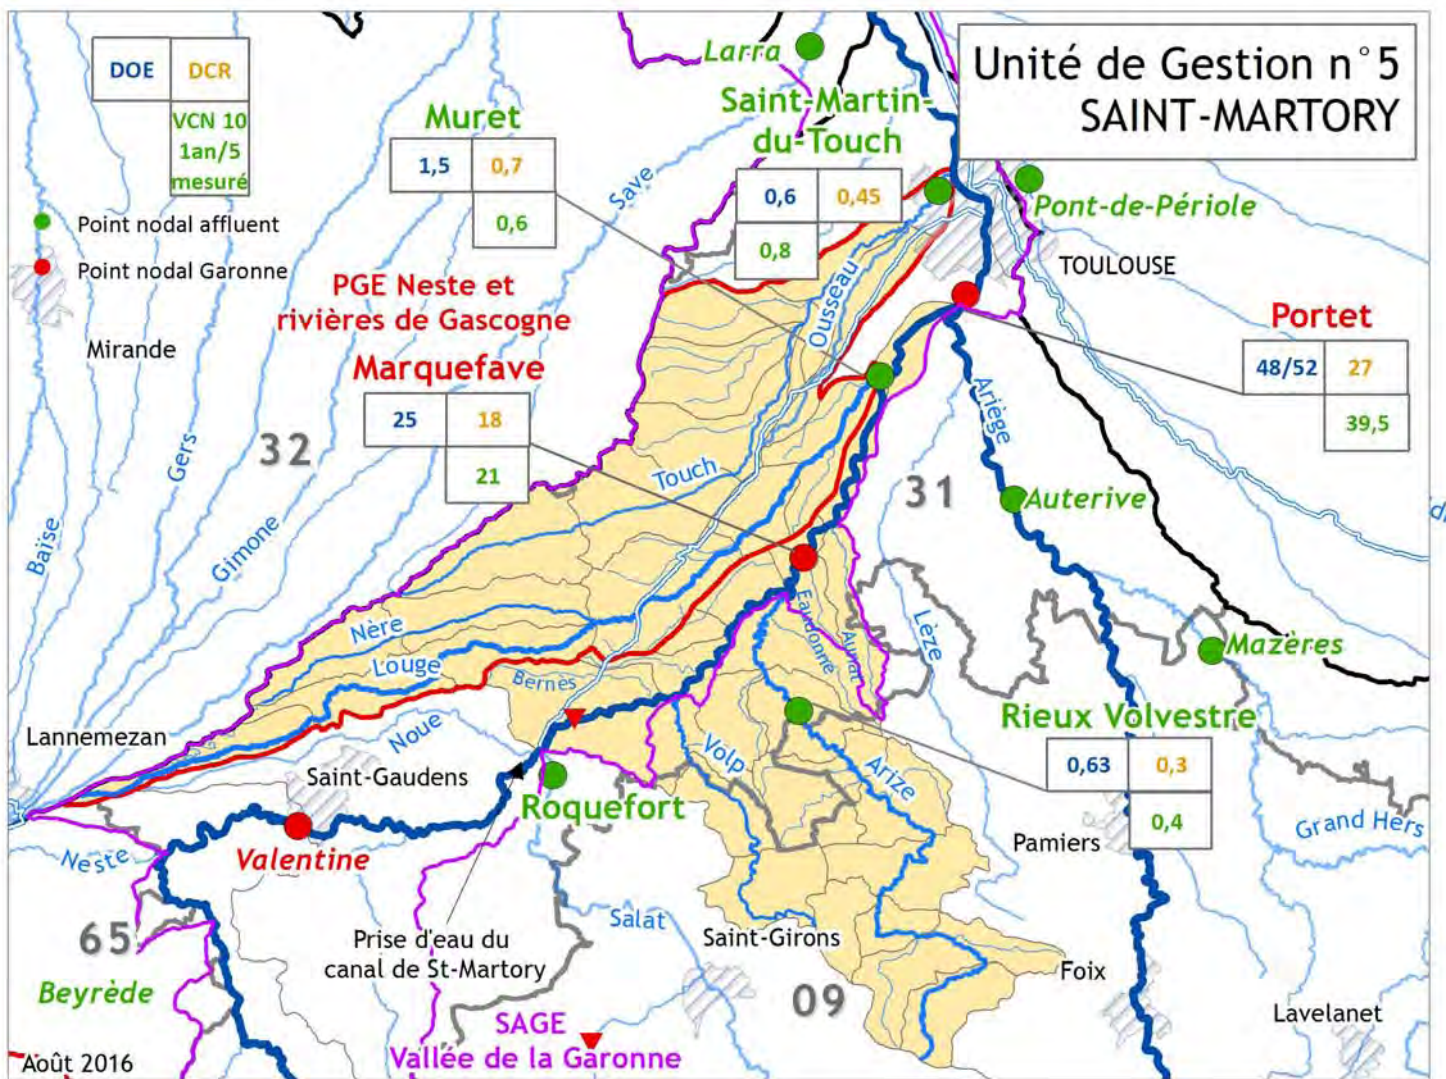 Unité de Gestion n°5
SAINT-MARTORY
DOE DCR
VCN 10
1an/5
mesuré
Point nodal affluent
Point nodal Garonne
Larra
Muret
1,5 0,7
0,6
Saint-Martin-
du-Touch
0,6 0,45
0,8
Save
Pont-de-Périole
TOULOUSE
PGE Neste et
rivières de Gascogne
Ousseau
Mirande
Marquefave
25 18
21
Portet
48/52 27
39,5
Ariège
32
Gers
Touch
31
Auterive
Baïse
Gimone
Nère
Louge
Bernès
Eaudonne
Aunat
Lèze
Mazères
Lannemezan
Noue
Saint-Gaudens
Volp
Arize
Rieux Volvestre
0,63 0,3
0,4
Roquefort
Valentine
Neste
Pamiers
Grand Hers
65
Prise d'eau du
canal de St-Martory
Salat
Saint-Girons
Foix
Beyrède
09
SAGE
Vallée de la Garonne
Lavelanet
Août 2016